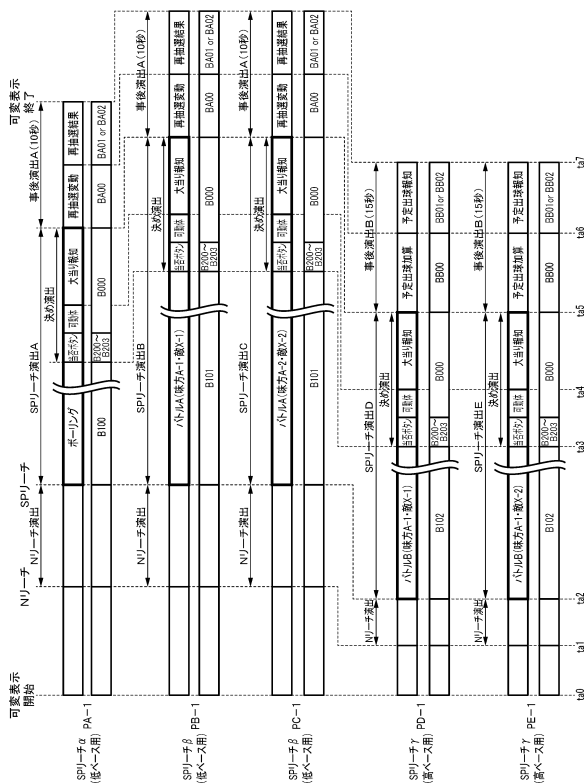 可変表示
開始
Nリーチ
SPリーチ
可変表示
終了
SPリーチα
(低ベース用)
PA-1
Nリーチ演出
SPリーチ演出A
事後演出A(10秒)
決め演出
ボーリング
当否ボタン
可動体
大当り報知
再抽選変動
再抽選結果
B100
B200~
B203
B000
BA00
BA01 or BA02
SPリーチβ
(低ベース用)
PB-1
Nリーチ演出
SPリーチ演出B
事後演出A(10秒)
決め演出
バトルA(味方A-1・敵X-1)
当否ボタン
可動体
大当り報知
再抽選変動
再抽選結果
B101
B200~
B203
B000
BA00
BA01 or BA02
SPリーチβ
(低ベース用)
PC-1
Nリーチ演出
SPリーチ演出C
事後演出A(10秒)
決め演出
バトルA(味方A-2・敵X-2)
当否ボタン
可動体
大当り報知
再抽選変動
再抽選結果
B101
B200~
B203
B000
BA00
BA01 or BA02
SPリーチγ
(高ベース用)
PD-1
Nリーチ演出
SPリーチ演出D
事後演出B(15秒)
決め演出
バトルB(味方A-1・敵X-1)
当否ボタン
可動体
大当り報知
予定出球加算
予定出球報知
B102
B200~
B203
B000
BB00
BB01or BB02
SPリーチγ
(高ベース用)
PE-1
Nリーチ演出
SPリーチ演出E
事後演出B(15秒)
決め演出
バトルB(味方A-1・敵X-2)
当否ボタン
可動体
大当り報知
予定出球加算
予定出球報知
B102
B200~
B203
B000
BB00
BB01 or BB02
ta0
ta1
ta2
ta3
ta4
ta5
ta6
ta7